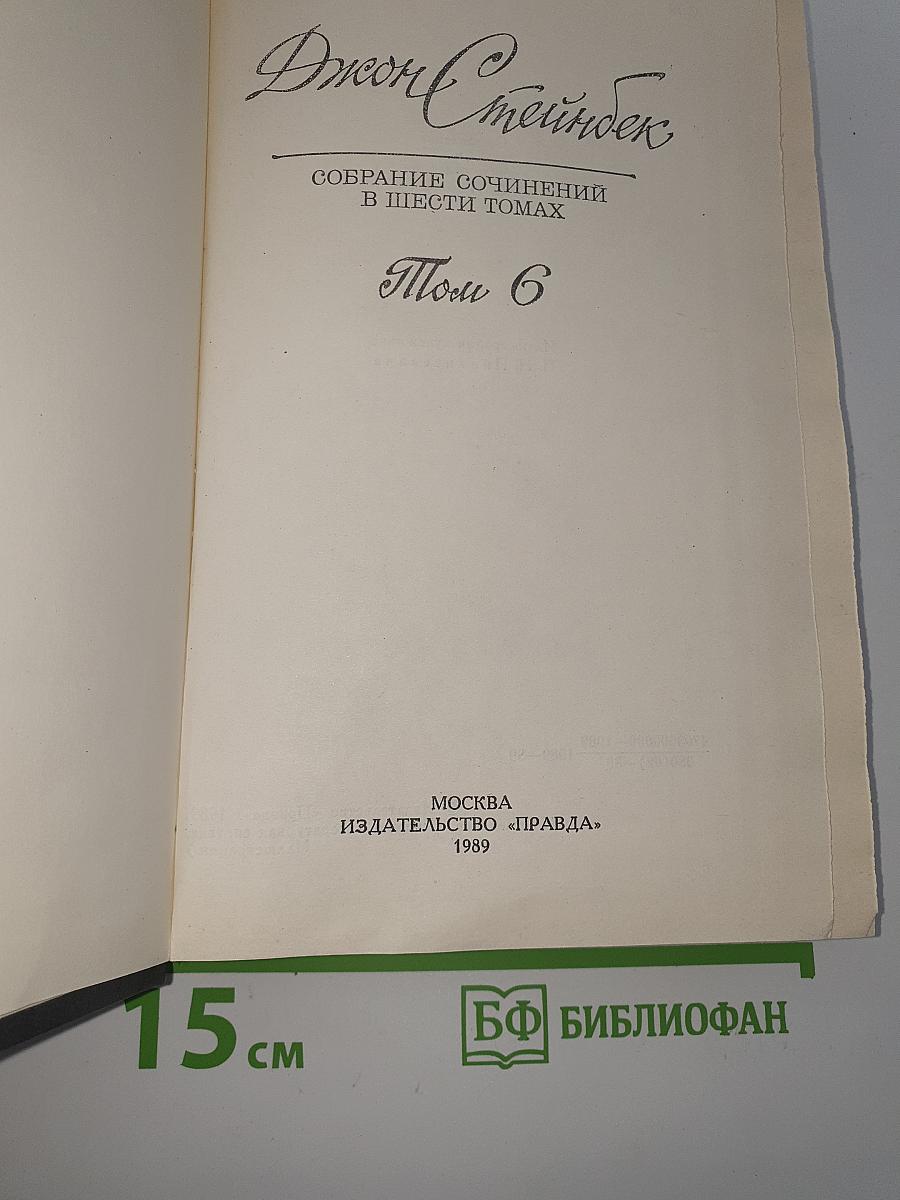 Джон Стейнбек
СОБРАНИЕ СОЧИНЕНИЙ
В ШЕСТИ ТОМАХ
Том 6
МОСКВА
ИЗДАТЕЛЬСТВО «ПРАВДА»
1989
15 см
БФ БИБЛИОФАН